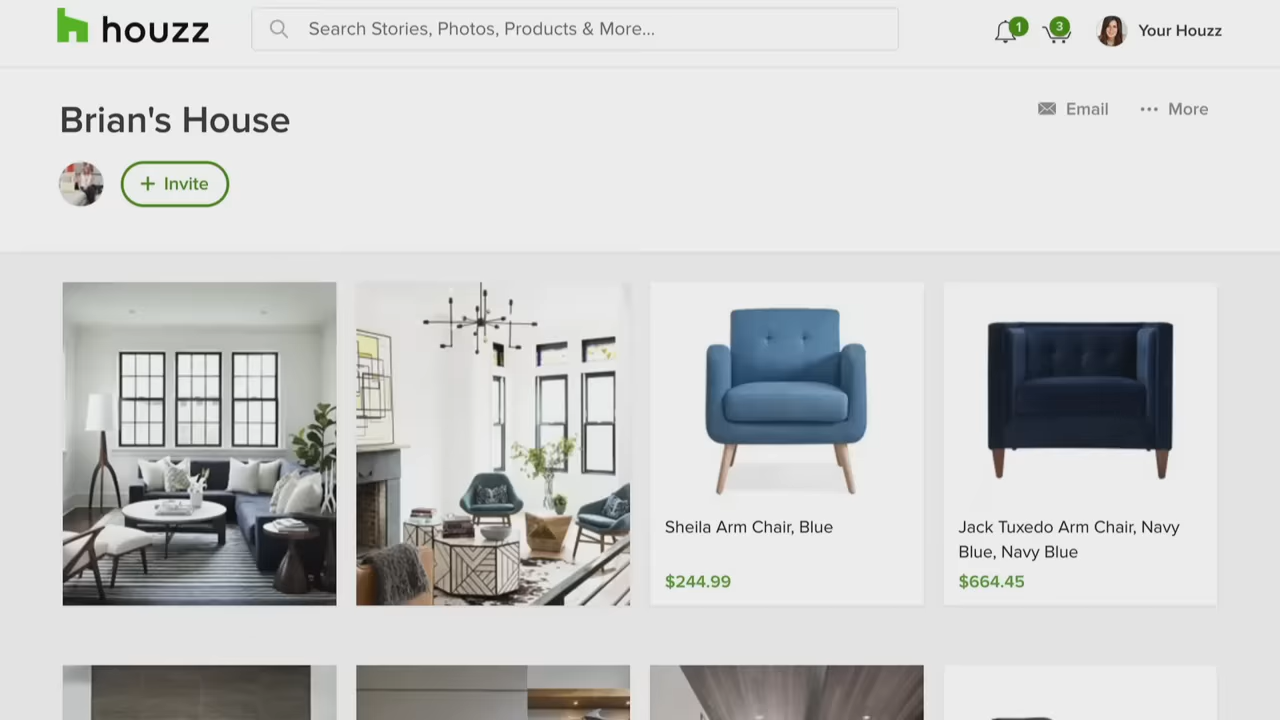 houzz
Search Stories, Photos, Products & More...
1
3
Your Houzz
Brian's House
Email
More
Invite
Sheila Arm Chair, Blue
$244.99
Jack Tuxedo Arm Chair, Navy
Blue, Navy Blue
$664.45